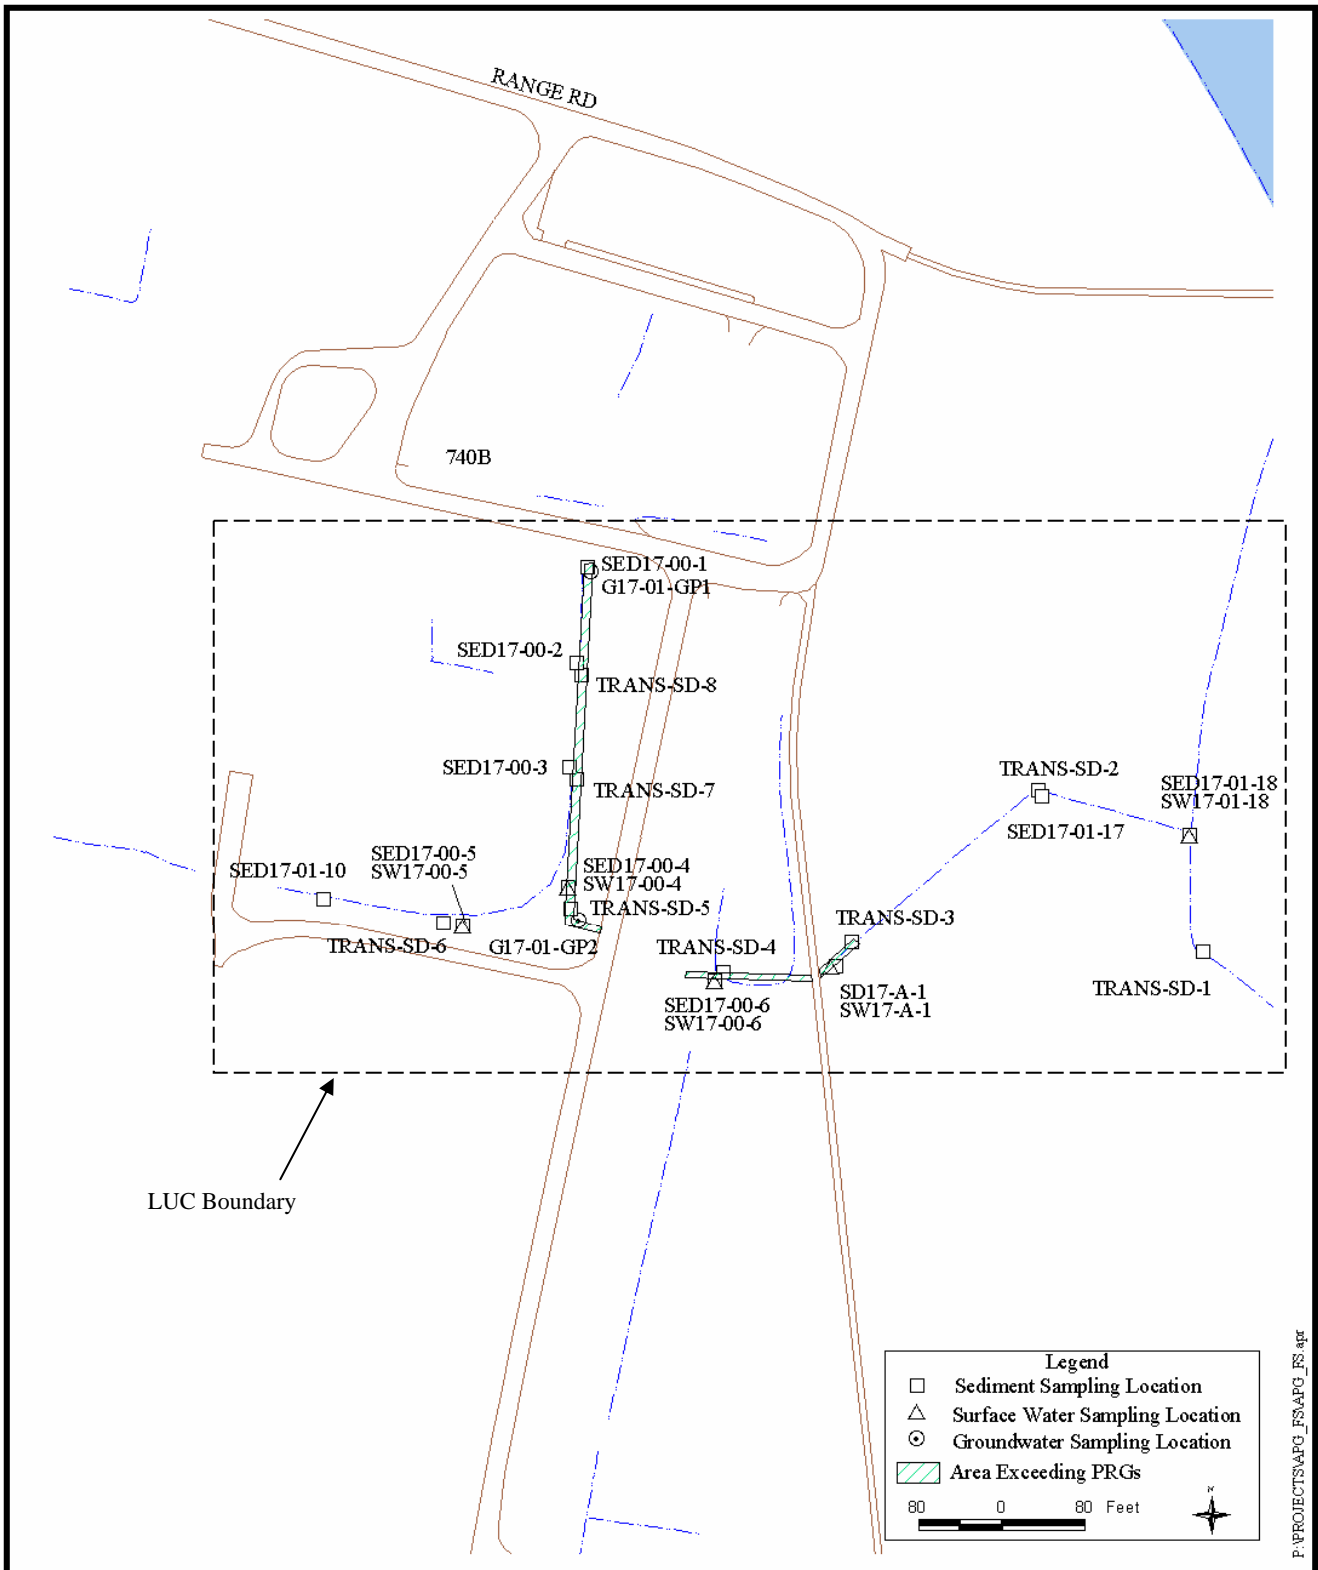 RANGE RD
740B
SED17-00-1
G17-01-GP1
SED17-00-2
TRANS-SD-8
SED17-00-3
TRANS-SD-7
TRANS-SD-2
SED17-01-18
SW17-01-18
SED17-01-17
SED17-00-5
SW17-00-5
SED17-01-10
SED17-00-4
SW17-00-4
TRANS-SD-5
TRANS-SD-6
G17-01-GP2
TRANS-SD-3
TRANS-SD-4
SD17-A-1
SW17-A-1
TRANS-SD-1
SED17-00-6
SW17-00-6
LUC Boundary
Legend
Sediment Sampling Location
Surface Water Sampling Location
Groundwater Sampling Location
Area Exceeding PRGs
80 0 80 Feet
N
P:\PROJECTS\APG_FS\APG_FS.apr